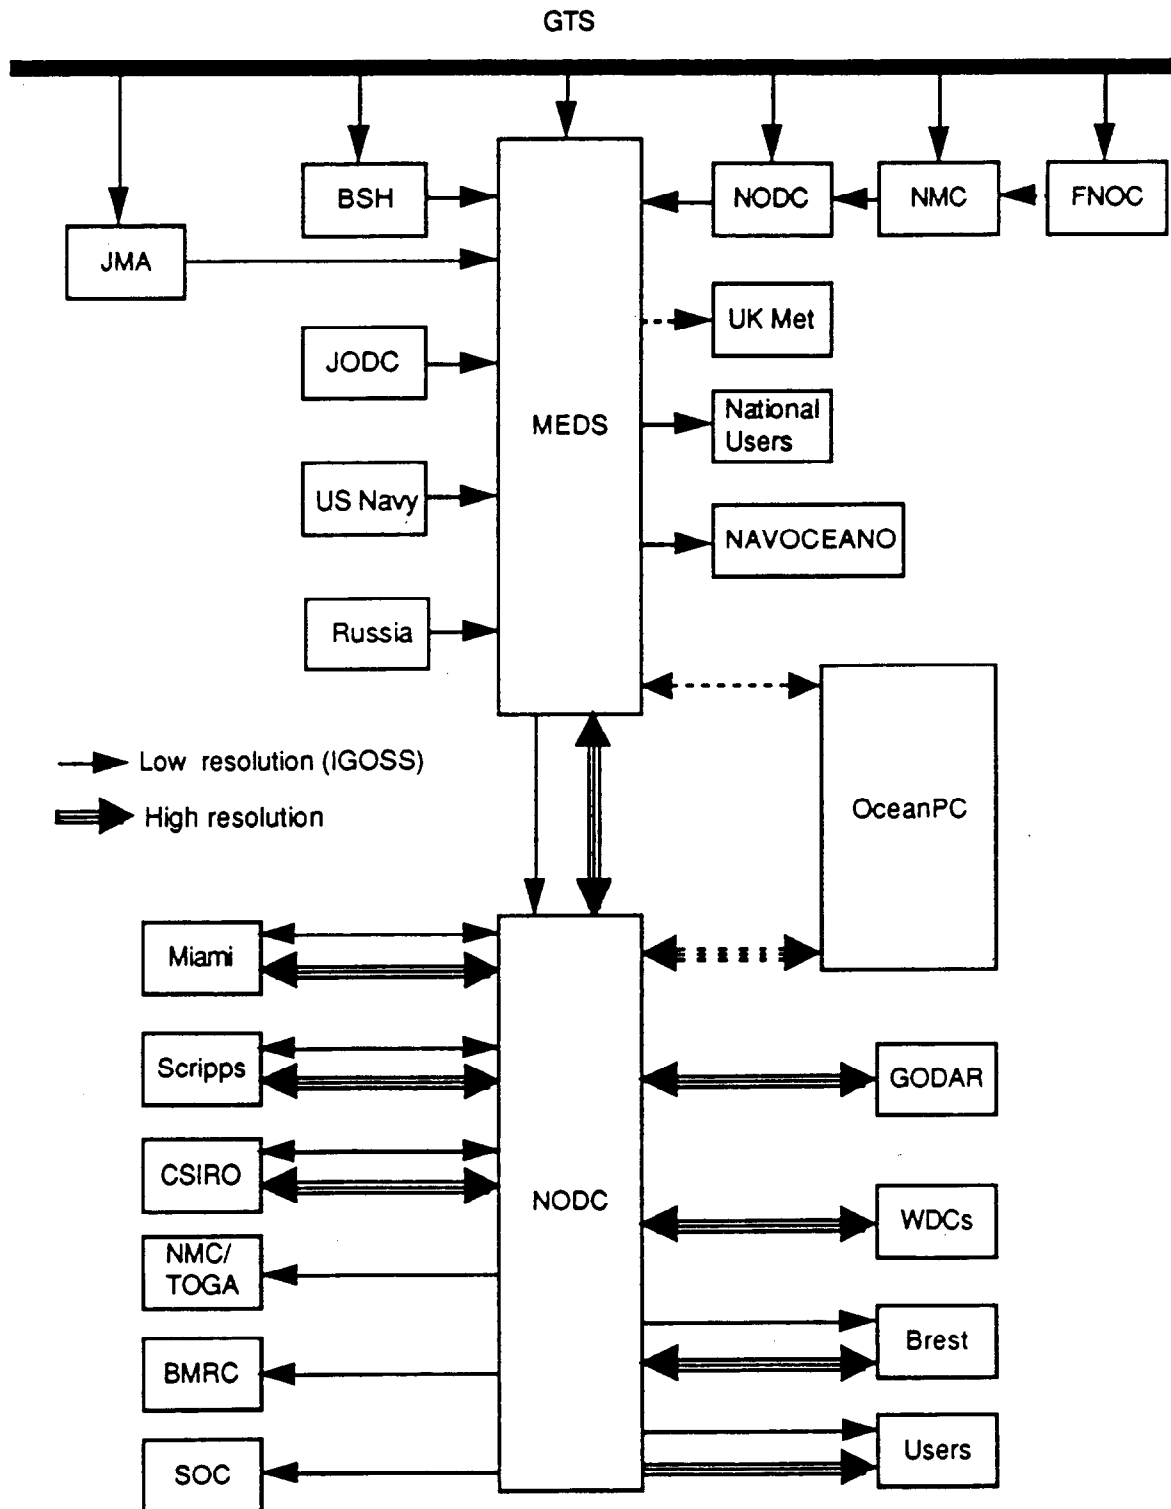 GTS
BSH
NODC
NMC
FNOC
JMA
UK Met
JODC
National
Users
MEDS
US Navy
NAVOCEANO
Russia
Low resolution (IGOSS)
High resolution
OceanPC
Miami
Scripps
GODAR
CSIRO
NODC
WDCs
NMC/
TOGA
Brest
BMRC
Users
SOC